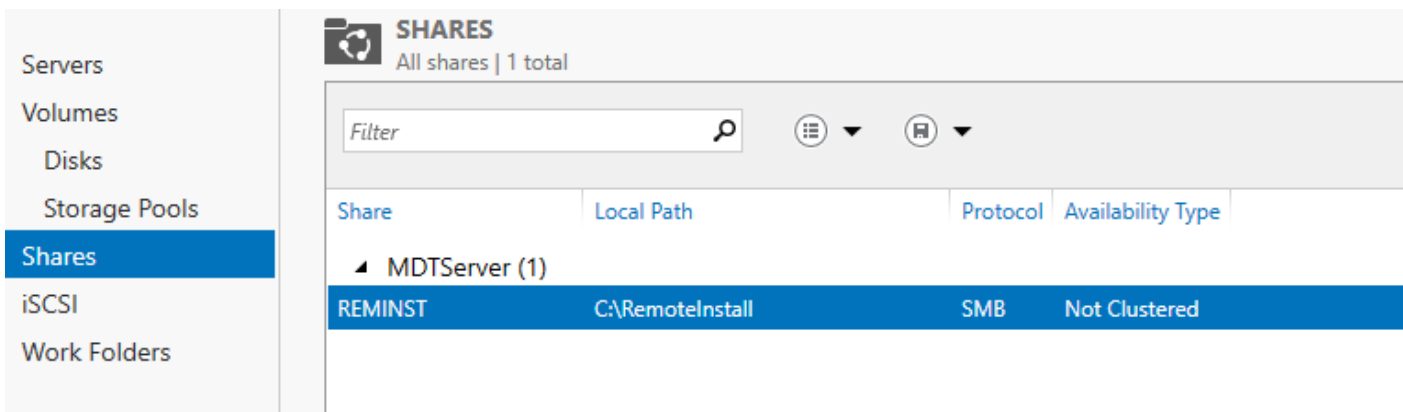 Servers
Volumes
Disks
Storage Pools
Shares
iSCSI
Work Folders
SHARES
All shares | 1 total
Filter
Share Local Path Protocol Availability Type
MDTServer (1)
REMINST C:\RemoteInstall SMB Not Clustered